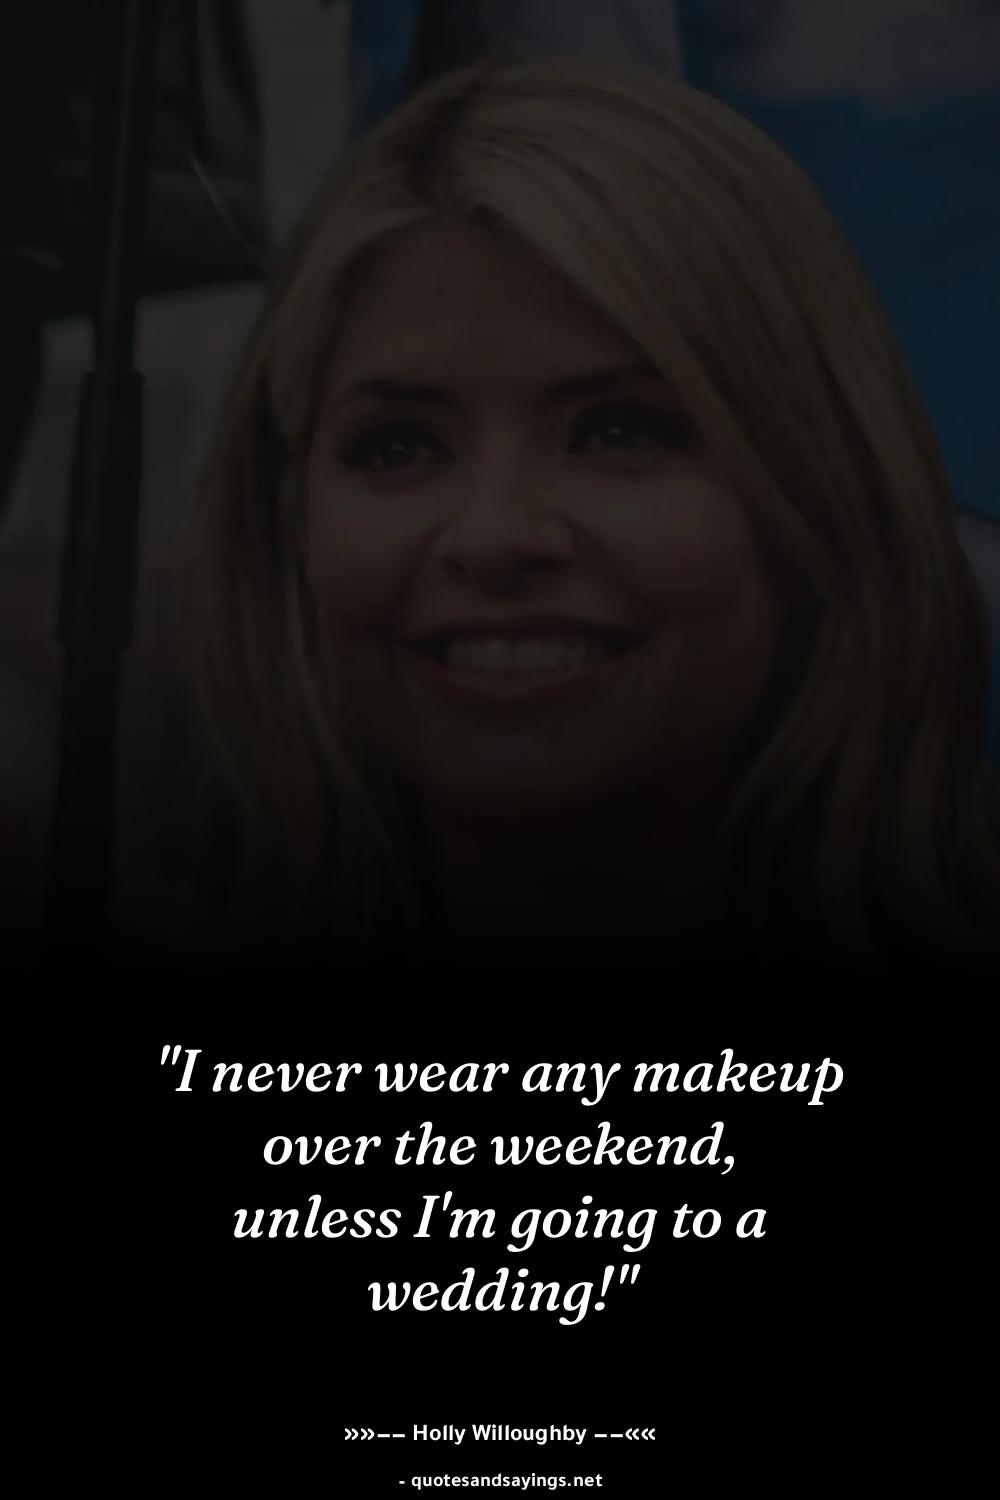 "I never wear any makeup
over the weekend,
unless I'm going to a
wedding!"
»»–– Holly Willoughby ––««
- quotesandsayings.net